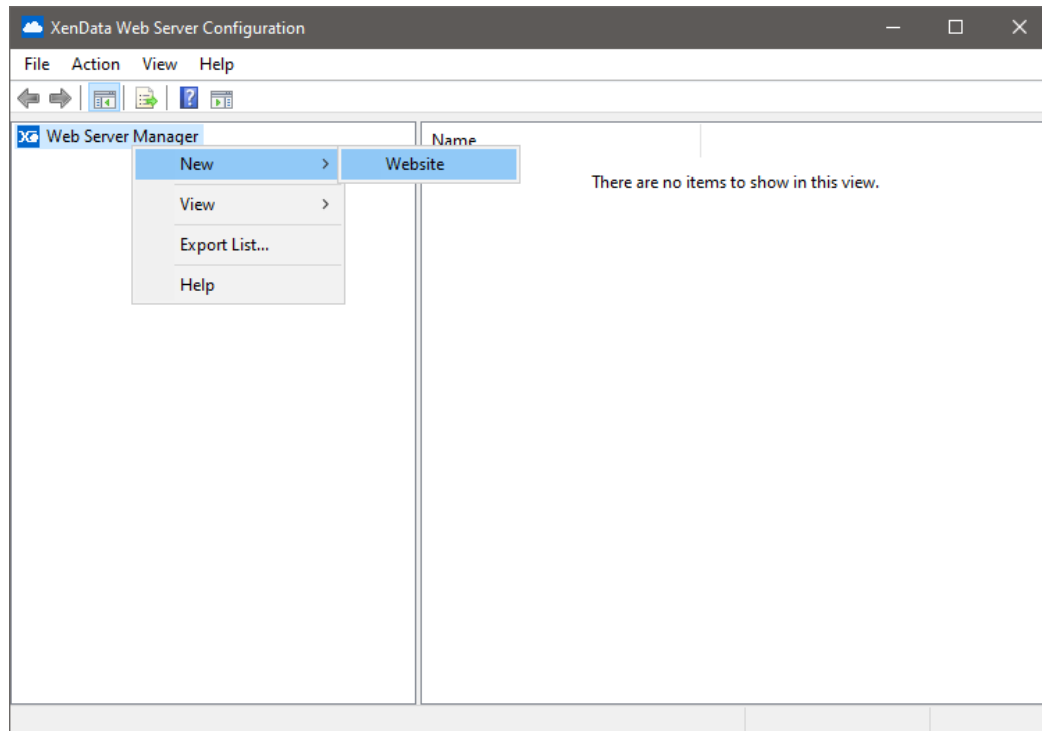 XenData Web Server Configuration
File Action View Help
Web Server Manager
Name
New > Website
There are no items to show in this view.
View >
Export List...
Help